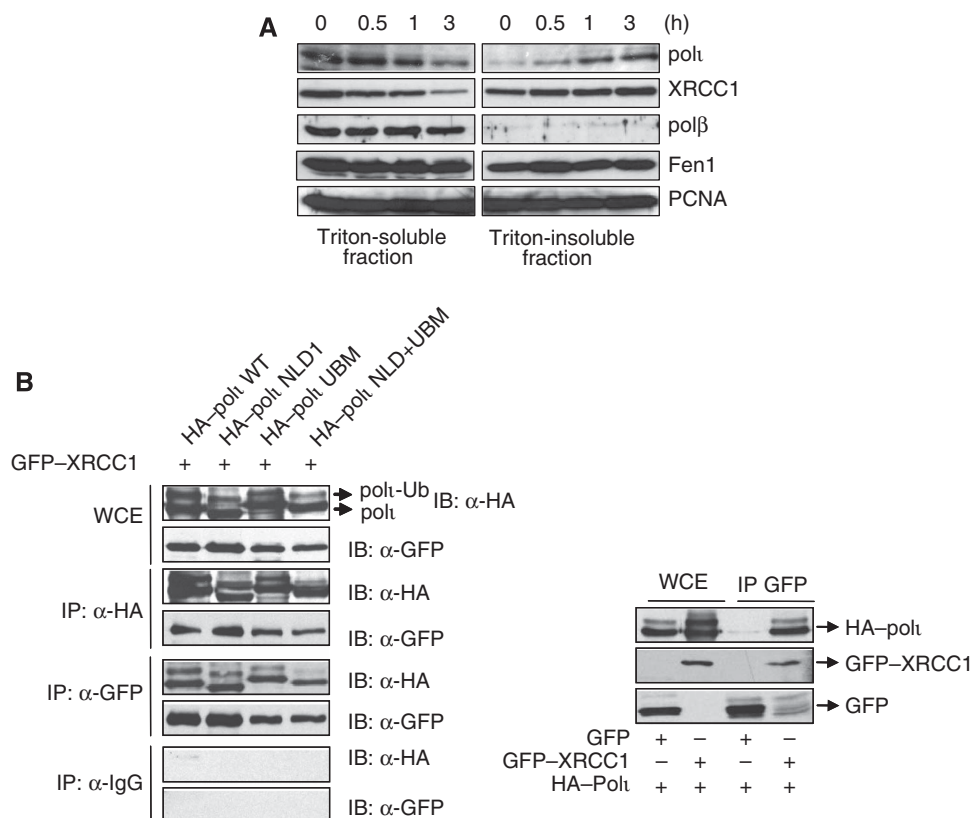 A
0 0.5 1 3 0 0.5 1 3 (h)
polι
XRCC1
polβ
Fen1
PCNA
Triton-soluble fraction
Triton-insoluble fraction
B
HA–polι WT
HA–polι NLD1
HA–polι UBM
HA–polι NLD+UBM
GFP–XRCC1 + + + +
WCE
polι-Ub
polι
IB: α-HA
IB: α-GFP
IP: α-HA
IB: α-HA
IB: α-GFP
IP: α-GFP
IB: α-HA
IB: α-GFP
IP: α-IgG
IB: α-HA
IB: α-GFP
WCE IP GFP
HA–polι
GFP–XRCC1
GFP
GFP + – + –
GFP–XRCC1 – + – +
HA–Polι + + + +